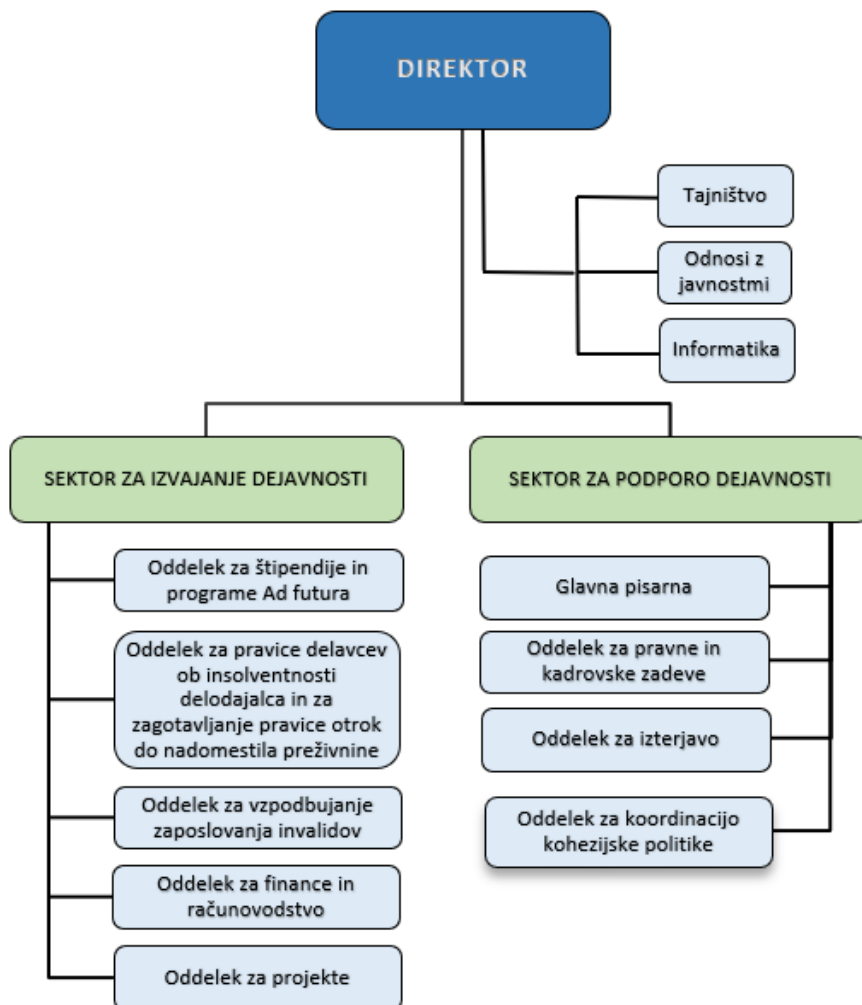 DIREKTOR
Tajništvo
Odnosi z
javnostmi
Informatika
SEKTOR ZA IZVAJANJE DEJAVNOSTI
Oddelek za štipendije in
programe Ad futura
Oddelek za pravice delavcev
ob insolventnosti
delodajalca in za
zagotavljanje pravice otrok
do nadomestila preživnine
Oddelek za vzpodbujanje
zaposlovanja invalidov
Oddelek za finance in
računovodstvo
Oddelek za projekte
SEKTOR ZA PODPORO DEJAVNOSTI
Glavna pisarna
Oddelek za pravne in
kadrovske zadeve
Oddelek za izterjavo
Oddelek za koordinacijo
kohezijske politike